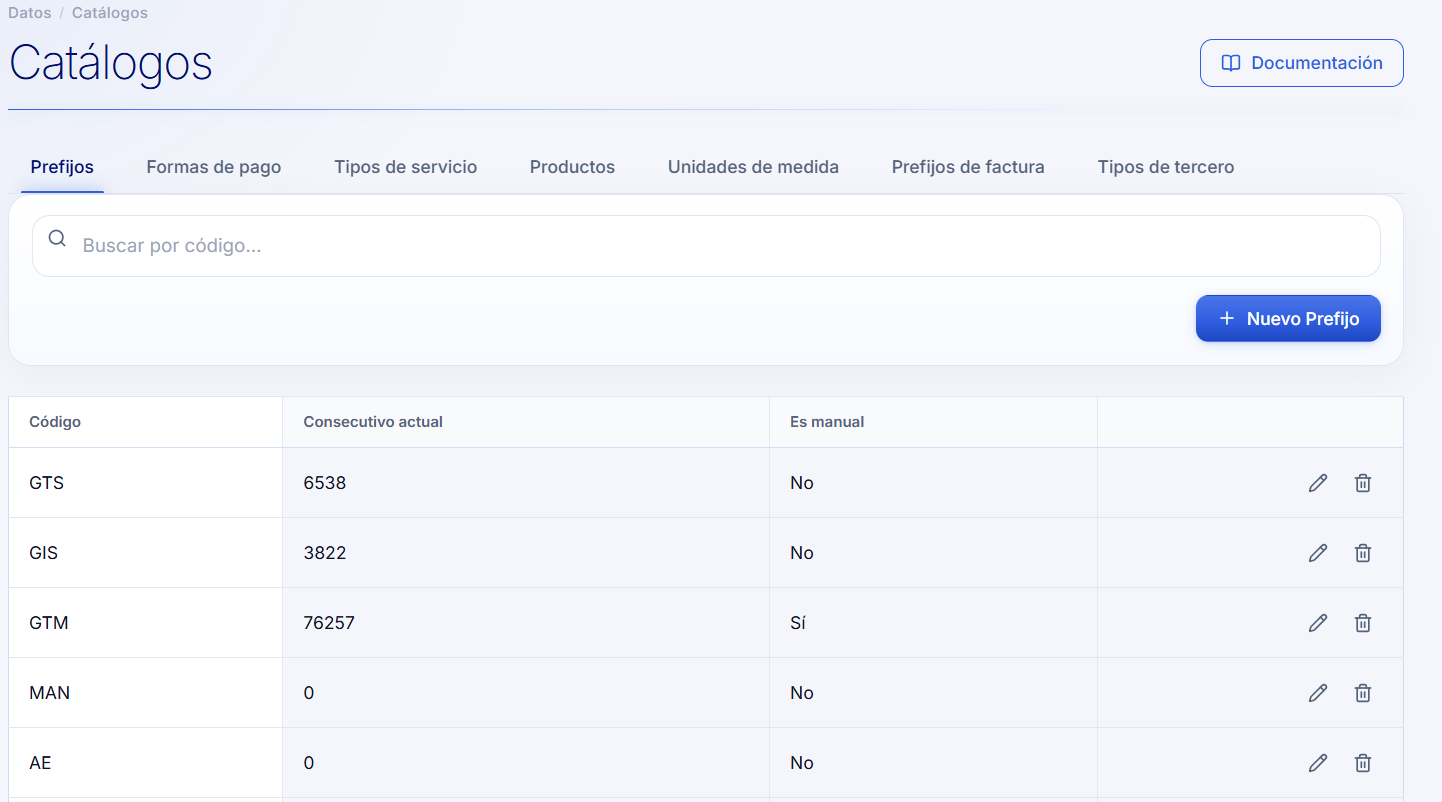 Datos / Catálogos
Catálogos
Documentación
Prefijos Formas de pago Tipos de servicio Productos Unidades de medida Prefijos de factura Tipos de tercero
Buscar por código...
+ Nuevo Prefijo
Código Consecutivo actual Es manual
GTS 6538 No
GIS 3822 No
GTM 76257 Sí
MAN 0 No
AE 0 No